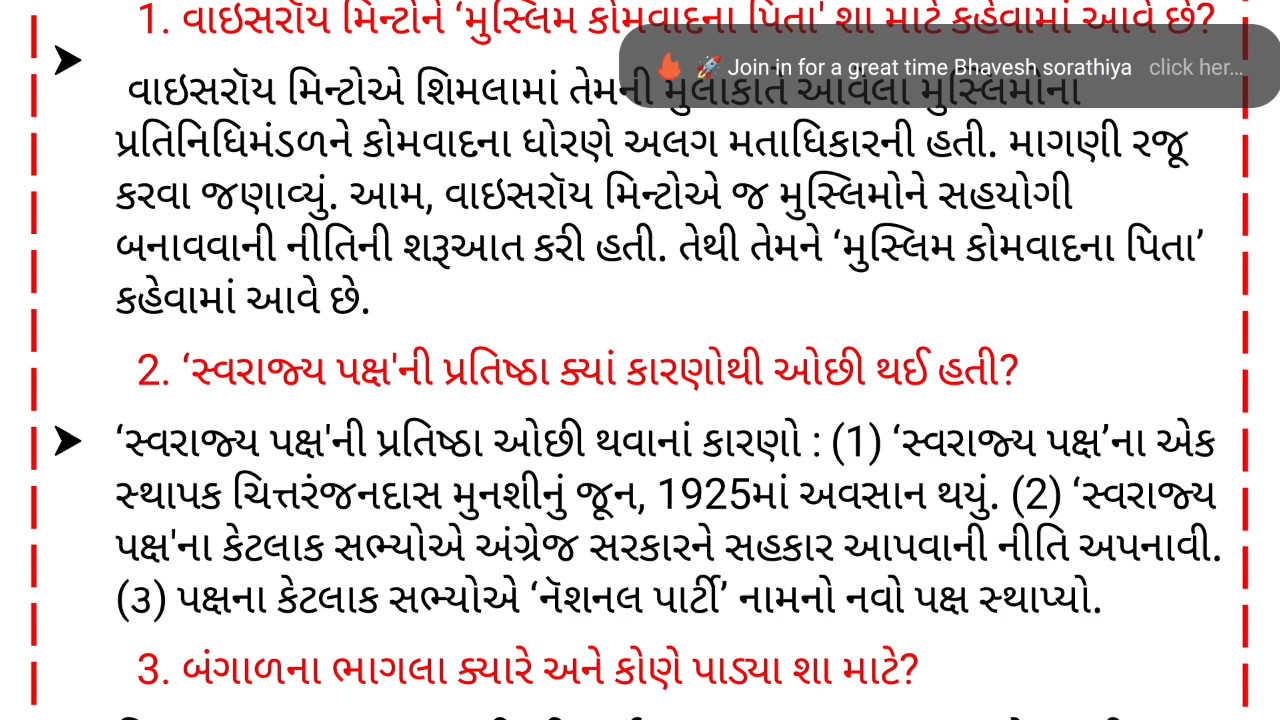 1. વાઇસરૉય મિન્ટોને ‘મુસ્લિમ કોમવાદના પિતા' શા માટે કહેવામાં આવે છે?
🔥 🚀 Join in for a great time Bhavesh sorathiya click her...
➤ વાઇસરૉય મિન્ટોએ શિમલામાં તેમની મુલાકાતે આવેલા મુસ્લિમોના
પ્રતિનિધિમંડળને કોમવાદના ધોરણે અલગ મતાધિકારની હતી. માગણી રજૂ
કરવા જણાવ્યું. આમ, વાઇસરૉય મિન્ટોએ જ મુસ્લિમોને સહયોગી
બનાવવાની નીતિની શરૂઆત કરી હતી. તેથી તેમને ‘મુસ્લિમ કોમવાદના પિતા’
કહેવામાં આવે છે.
2. ‘સ્વરાજ્ય પક્ષ'ની પ્રતિષ્ઠા ક્યાં કારણોથી ઓછી થઈ હતી?
➤ ‘સ્વરાજ્ય પક્ષ'ની પ્રતિષ્ઠા ઓછી થવાનાં કારણો : (1) ‘સ્વરાજ્ય પક્ષ’ના એક
સ્થાપક ચિત્તરંજનદાસ મુનશીનું જૂન, 1925માં અવસાન થયું. (2) ‘સ્વરાજ્ય
પક્ષ'ના કેટલાક સભ્યોએ અંગ્રેજ સરકારને સહકાર આપવાની નીતિ અપનાવી.
(૩) પક્ષના કેટલાક સભ્યોએ ‘નૅશનલ પાર્ટી’ નામનો નવો પક્ષ સ્થાપ્યો.
3. બંગાળના ભાગલા ક્યારે અને કોણે પાડ્યા શા માટે?